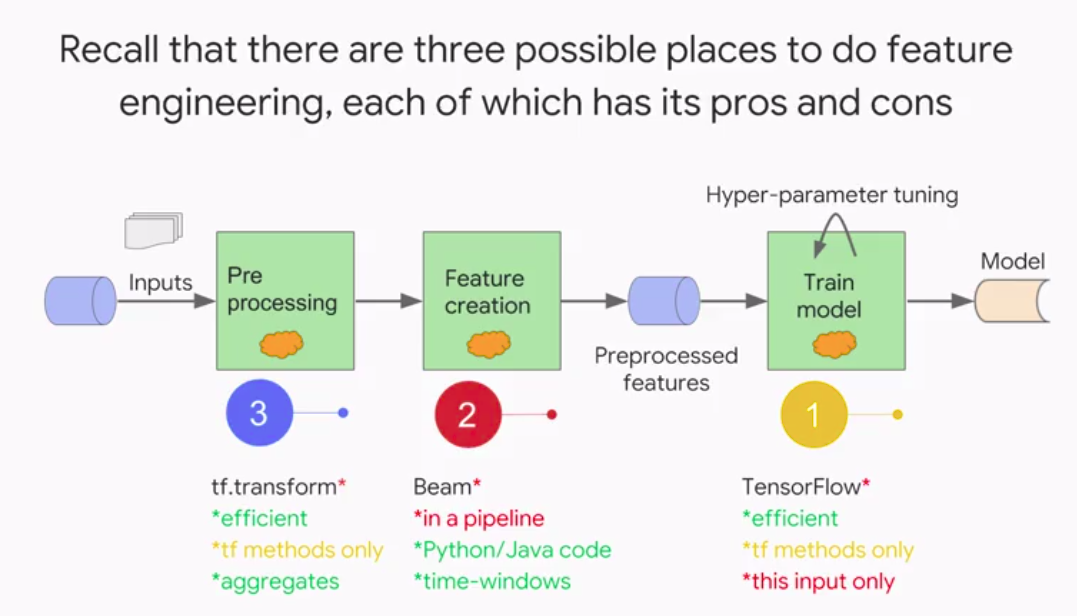 Recall that there are three possible places to do feature
engineering, each of which has its pros and cons
Hyper-parameter tuning
Inputs
Pre
processing
Feature
creation
Preprocessed
features
Train
model
Model
3
2
1
tf.transform*
*efficient
*tf methods only
*aggregates
Beam*
*in a pipeline
*Python/Java code
*time-windows
TensorFlow*
*efficient
*tf methods only
*this input only